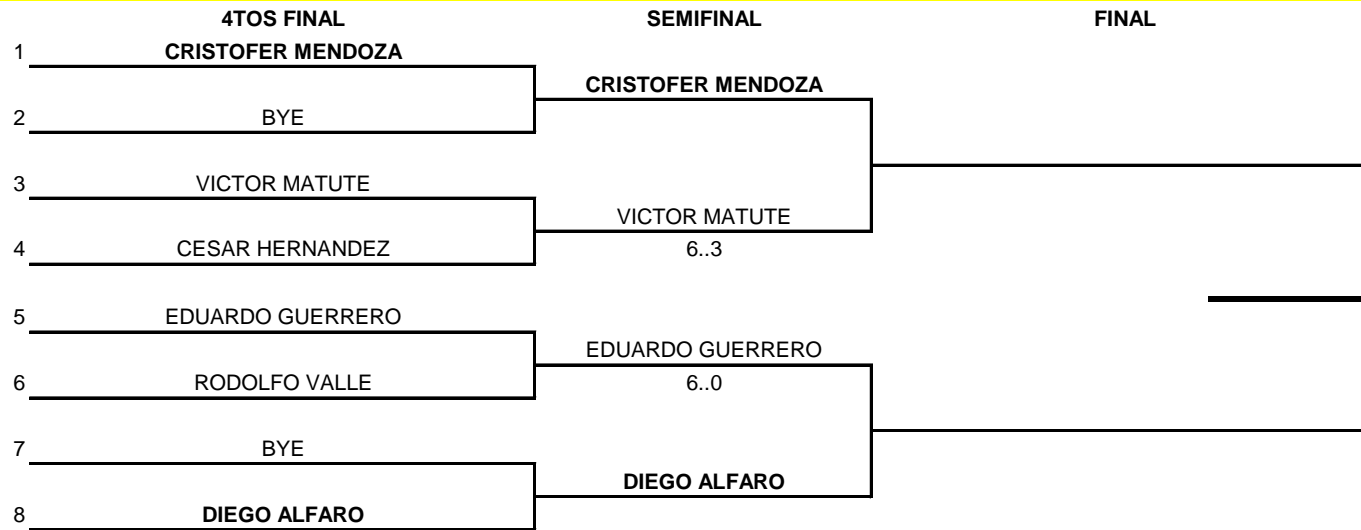 4TOS FINAL SEMIFINAL FINAL
1 CRISTOFER MENDOZA
CRISTOFER MENDOZA
2 BYE
3 VICTOR MATUTE
VICTOR MATUTE
4 CESAR HERNANDEZ 6..3
5 EDUARDO GUERRERO
EDUARDO GUERRERO
6 RODOLFO VALLE 6..0
7 BYE
DIEGO ALFARO
8 DIEGO ALFARO